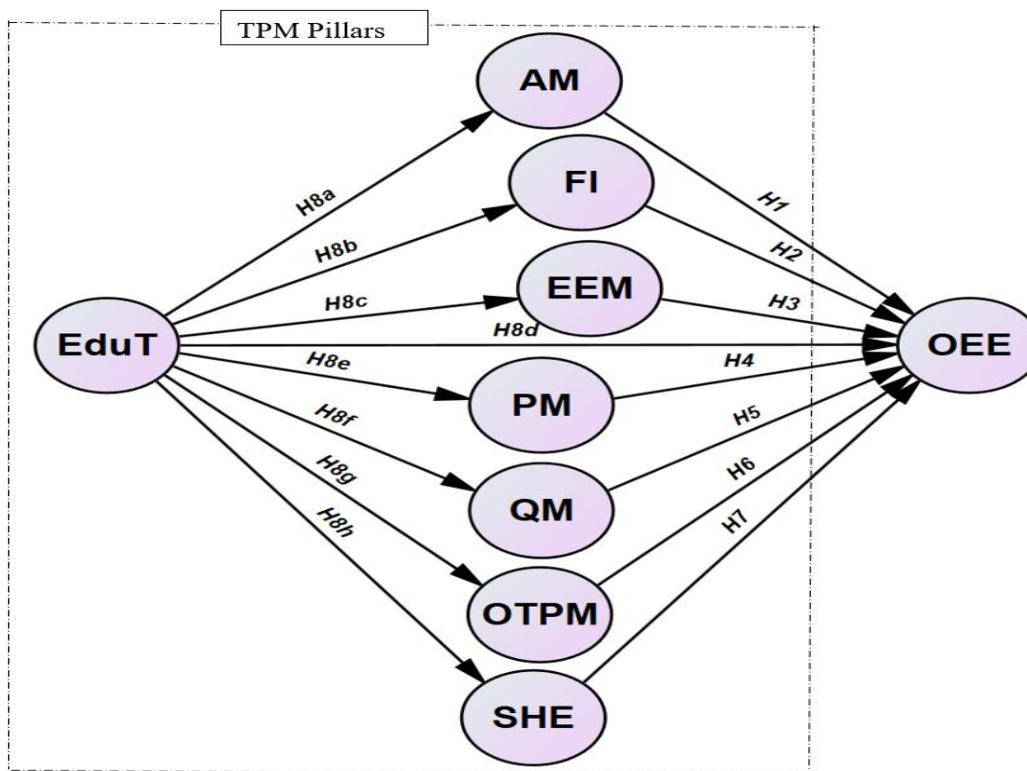 TPM Pillars
AM
H8a
H1
FI
H8b
H2
EEM
H8c
H3
EduT
H8d
OEE
H8e
H4
PM
H8f
H5
QM
H8g
H6
OTPM
H8h
H7
SHE